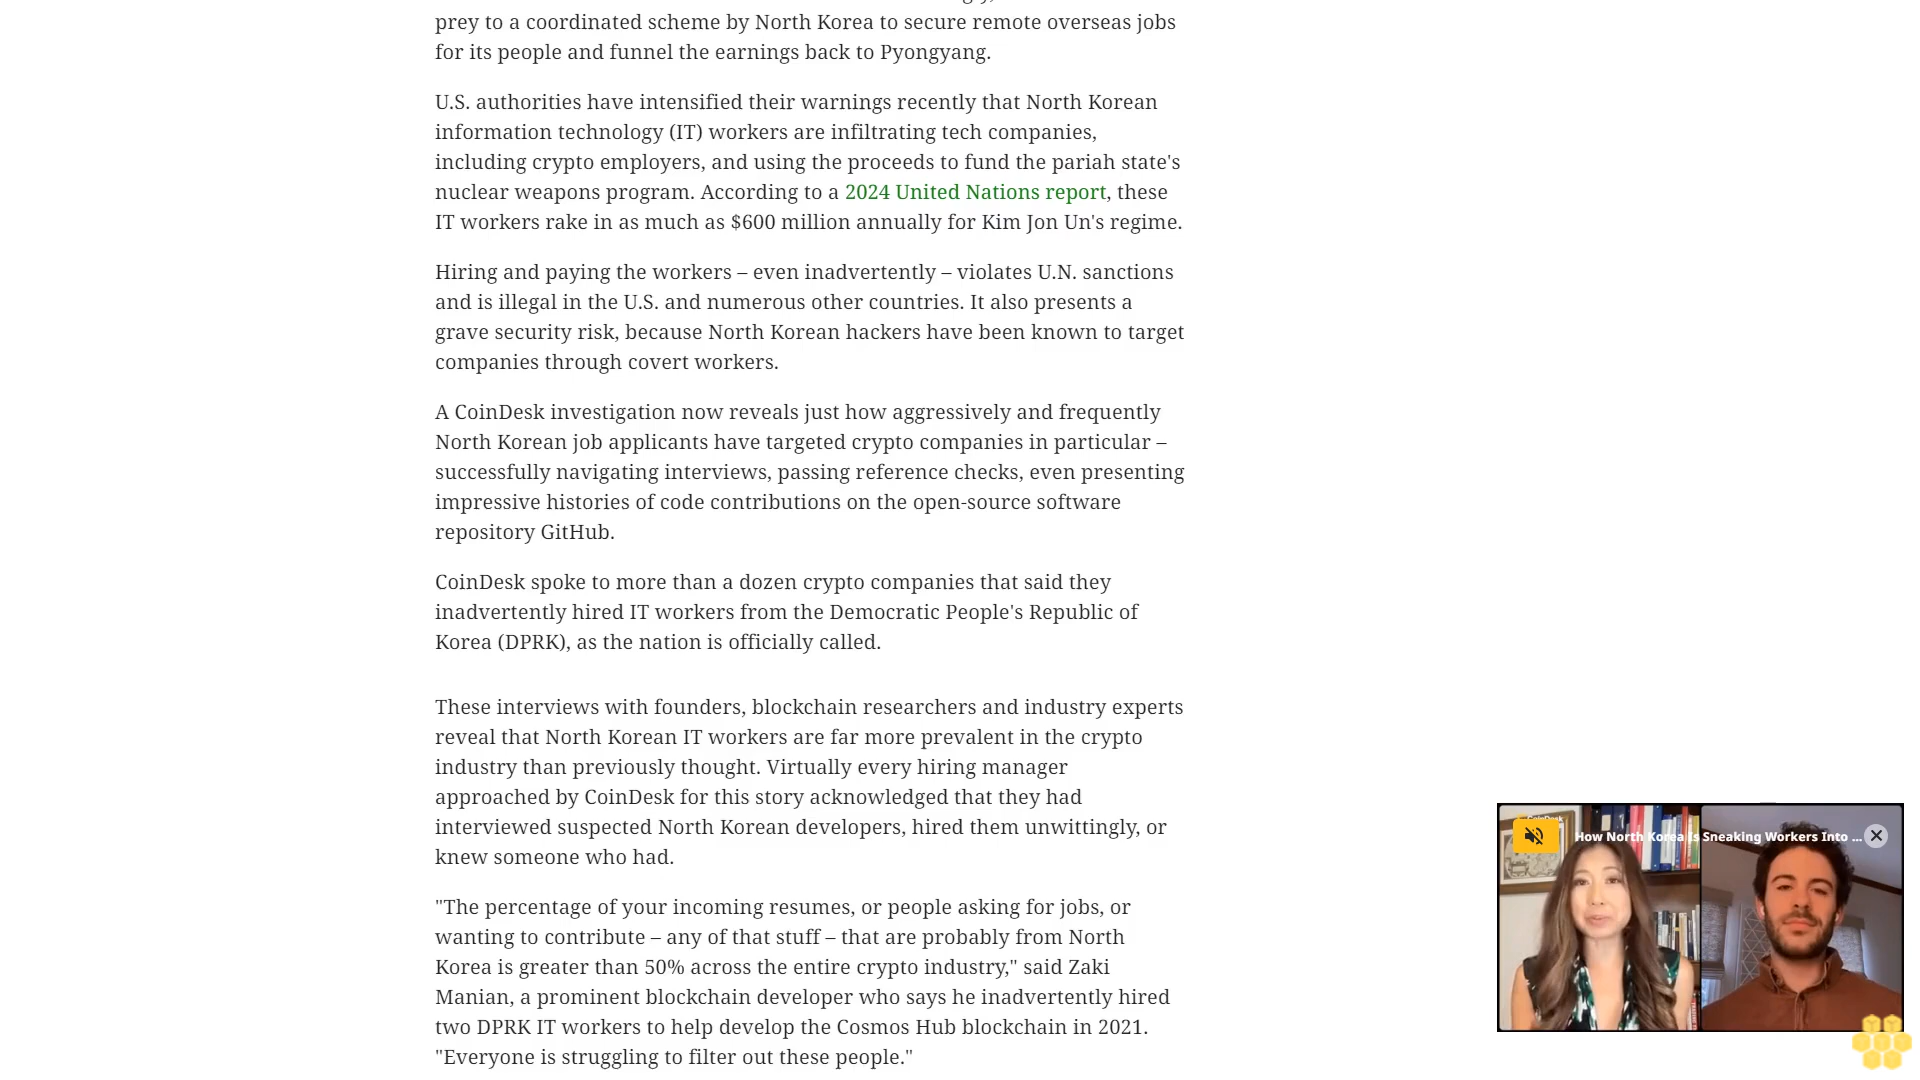 prey to a coordinated scheme by North Korea to secure remote overseas jobs
for its people and funnel the earnings back to Pyongyang.
U.S. authorities have intensified their warnings recently that North Korean
information technology (IT) workers are infiltrating tech companies,
including crypto employers, and using the proceeds to fund the pariah state's
nuclear weapons program. According to a 2024 United Nations report, these
IT workers rake in as much as $600 million annually for Kim Jon Un's regime.
Hiring and paying the workers – even inadvertently – violates U.N. sanctions
and is illegal in the U.S. and numerous other countries. It also presents a
grave security risk, because North Korean hackers have been known to target
companies through covert workers.
A CoinDesk investigation now reveals just how aggressively and frequently
North Korean job applicants have targeted crypto companies in particular –
successfully navigating interviews, passing reference checks, even presenting
impressive histories of code contributions on the open-source software
repository GitHub.
CoinDesk spoke to more than a dozen crypto companies that said they
inadvertently hired IT workers from the Democratic People's Republic of
Korea (DPRK), as the nation is officially called.
These interviews with founders, blockchain researchers and industry experts
reveal that North Korean IT workers are far more prevalent in the crypto
industry than previously thought. Virtually every hiring manager
approached by CoinDesk for this story acknowledged that they had
interviewed suspected North Korean developers, hired them unwittingly, or
knew someone who had.
"The percentage of your incoming resumes, or people asking for jobs, or
wanting to contribute – any of that stuff – that are probably from North
Korea is greater than 50% across the entire crypto industry," said Zaki
Manian, a prominent blockchain developer who says he inadvertently hired
two DPRK IT workers to help develop the Cosmos Hub blockchain in 2021.
"Everyone is struggling to filter out these people."
CoinDesk
How North Korea Is Sneaking Workers Into ...